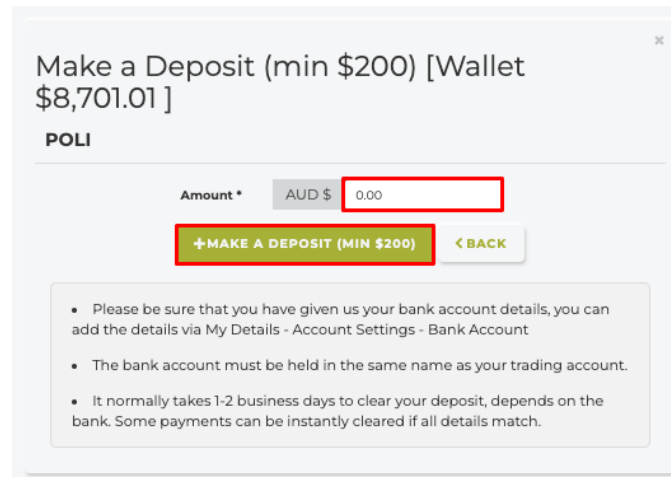 ×
Make a Deposit (min $200) [Wallet
$8,701.01 ]
POLI
Amount * AUD $ 0.00
+MAKE A DEPOSIT (MIN $200) < BACK
• Please be sure that you have given us your bank account details, you can
add the details via My Details - Account Settings - Bank Account
• The bank account must be held in the same name as your trading account.
• It normally takes 1-2 business days to clear your deposit, depends on the
bank. Some payments can be instantly cleared if all details match.